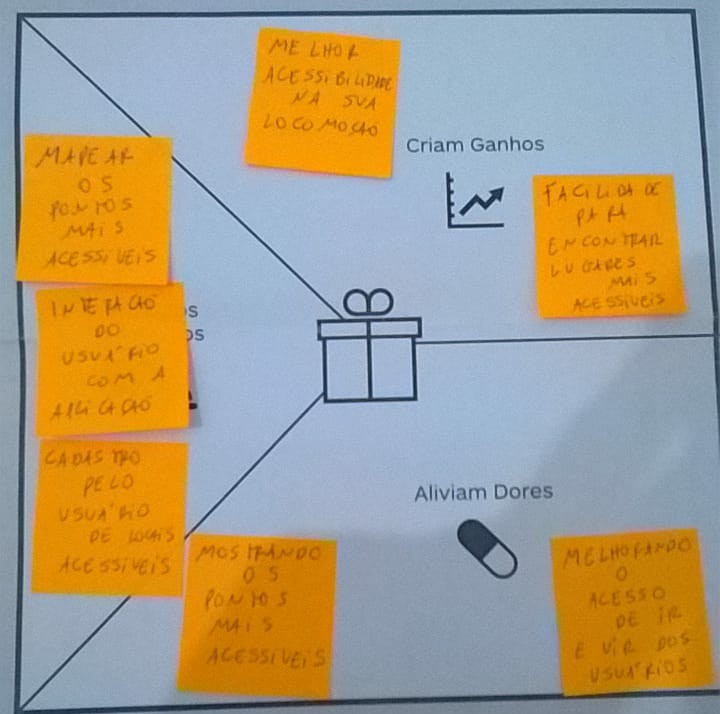 MELHOR
ACESSIBILIDADE
NA SUA
LOCOMOÇÃO
Criam Ganhos
MAPEAR
OS
PONTOS
MAIS
ACESSIVEIS
FACILIDADE
PARA
ENCONTRAR
LUGARES
MAIS
ACESSÍVEIS
INTERAÇÃO
DO
USUÁRIO
COM A
APLICAÇÃO
CADASTRO
PELO
USUÁRIO
DE LOCAIS
ACESSÍVEIS
Aliviam Dores
MOSTRANDO
OS
PONTOS
MAIS
ACESSIVEIS
MELHORANDO
O
ACESSO
DE IR
E VIR DOS
USUÁRIOS